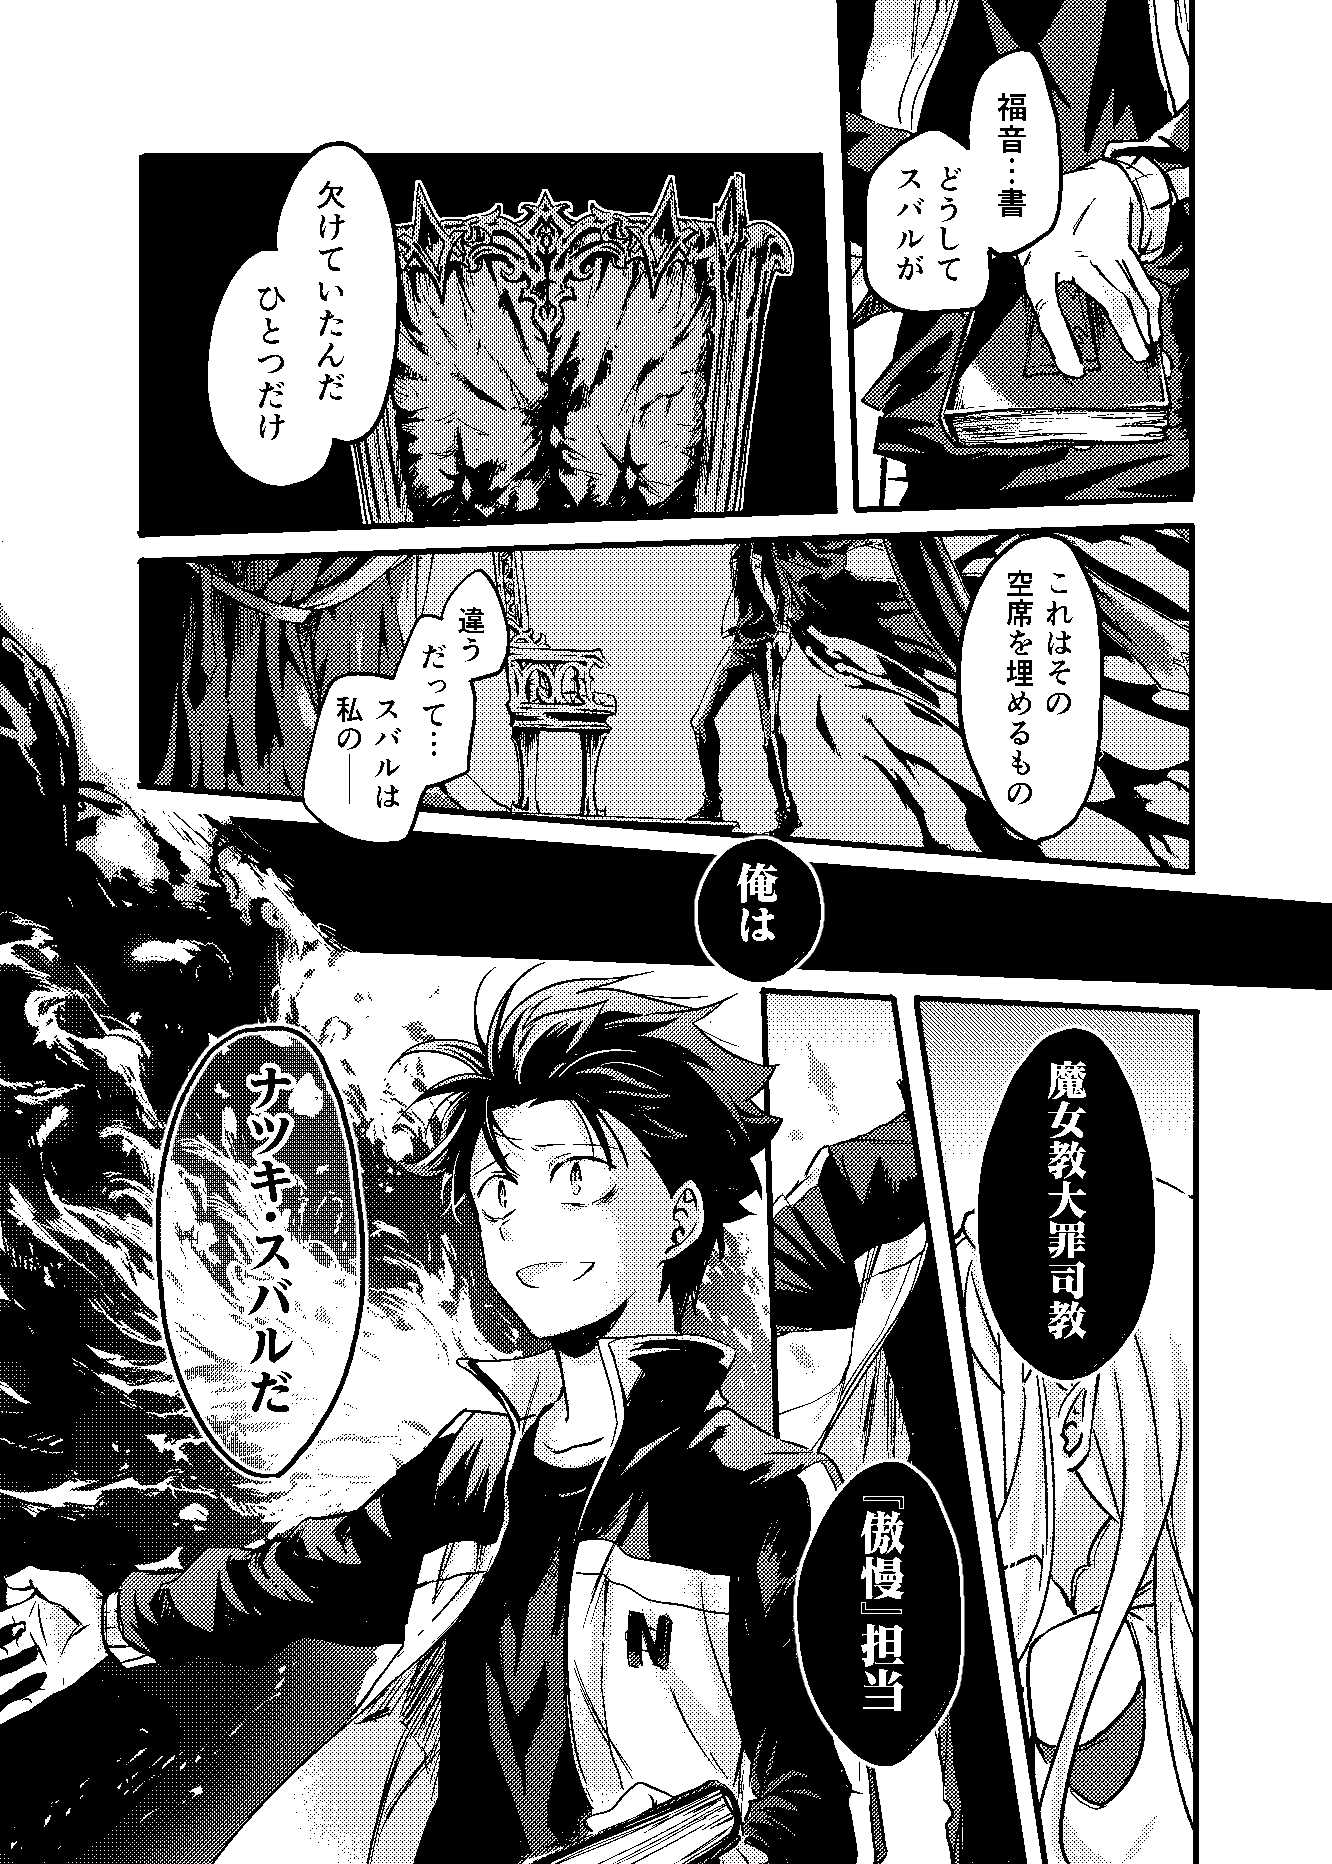 福音…書
どうして
スバルが
欠けていたんだ
ひとつだけ
これはその
空席を埋めるもの
違う
だって…
スバルは
私の――
俺は
魔女教大罪司教
『傲慢』担当
ナツキ・スバルだ
N